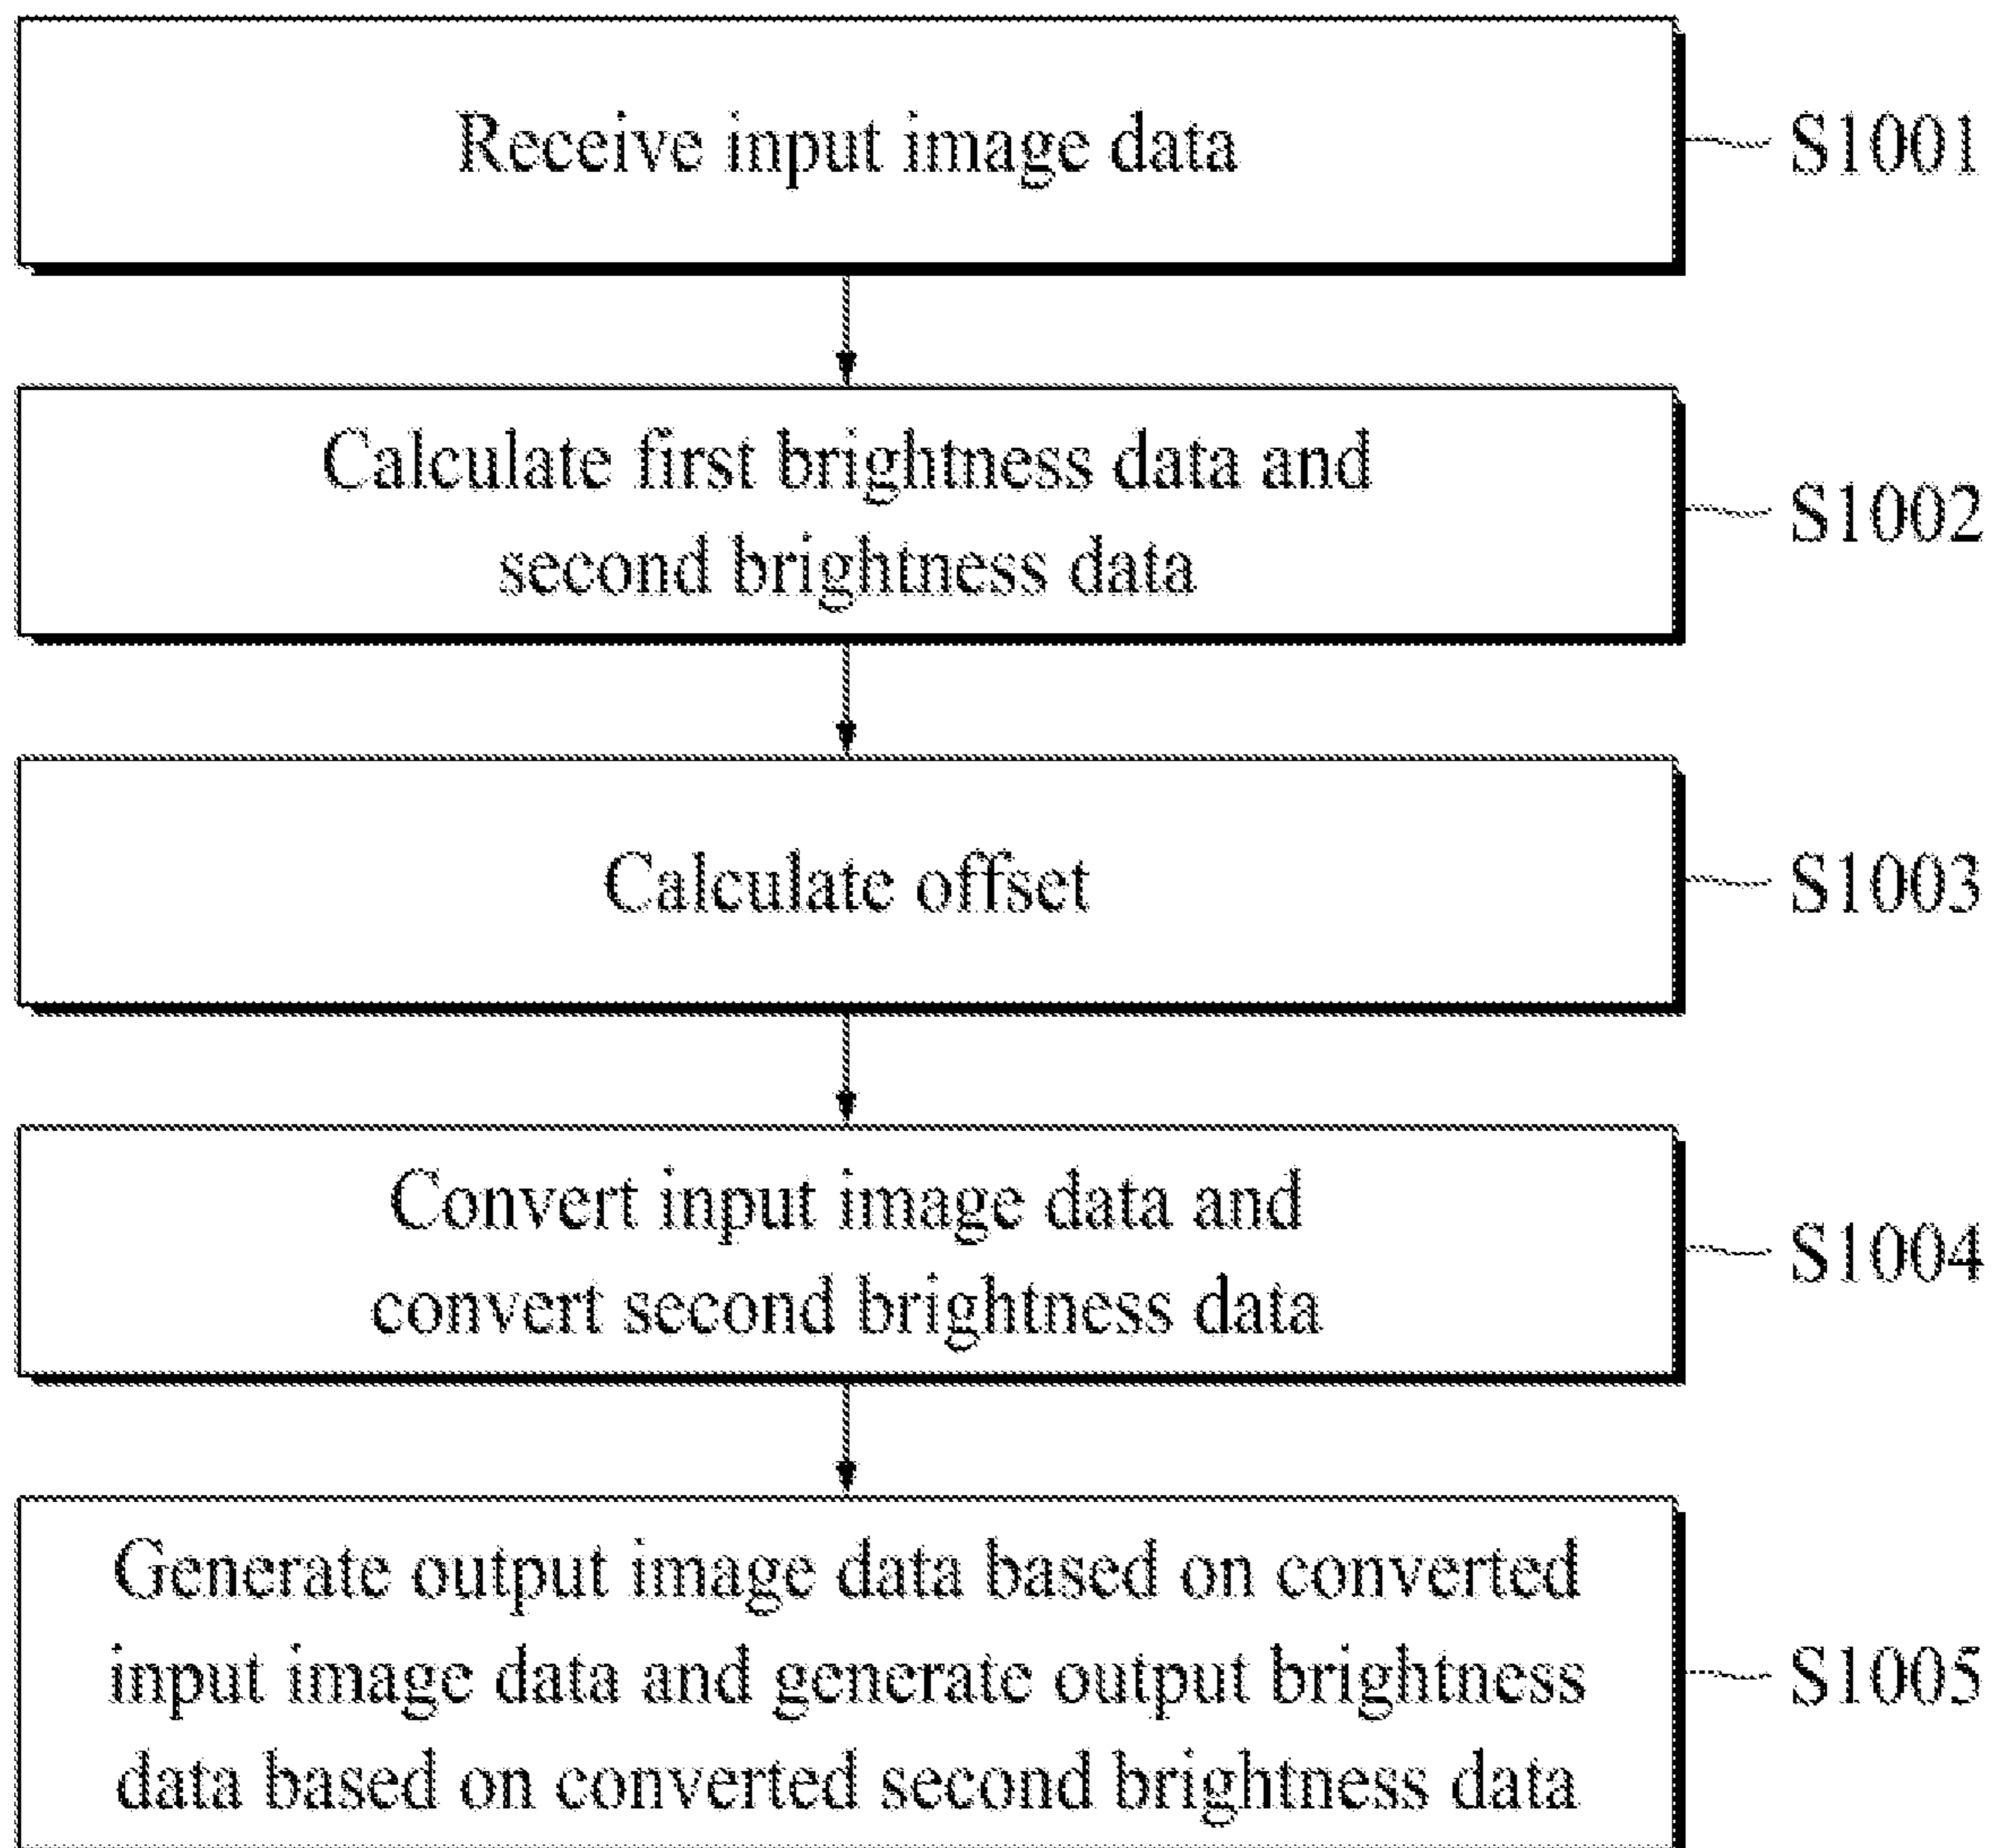 Receive input image data
S1001
Calculate first brightness data and
second brightness data
S1002
Calculate offset
S1003
Convert input image data and
convert second brightness data
S1004
Generate output image data based on converted
input image data and generate output brightness
data based on converted second brightness data
S1005